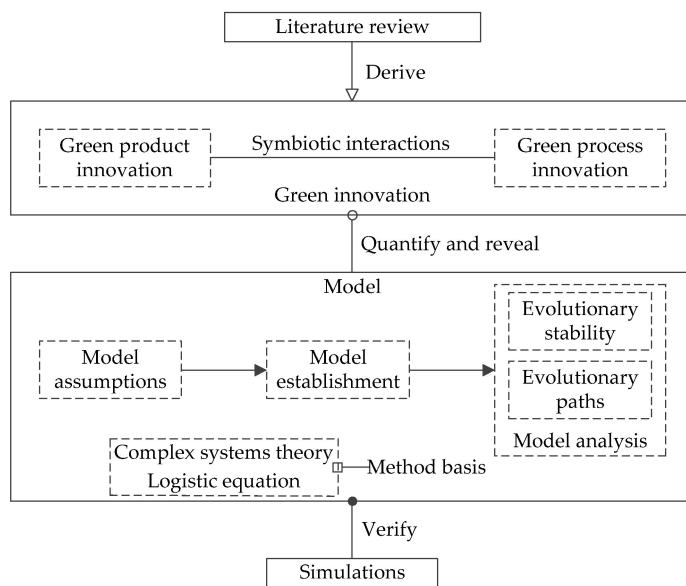 Literature review
Derive
Green product
innovation
Symbiotic interactions
Green process
innovation
Green innovation
Quantify and reveal
Model
Model
assumptions
Model
establishment
Evolutionary
stability
Evolutionary
paths
Model analysis
Complex systems theory
Logistic equation
Method basis
Verify
Simulations